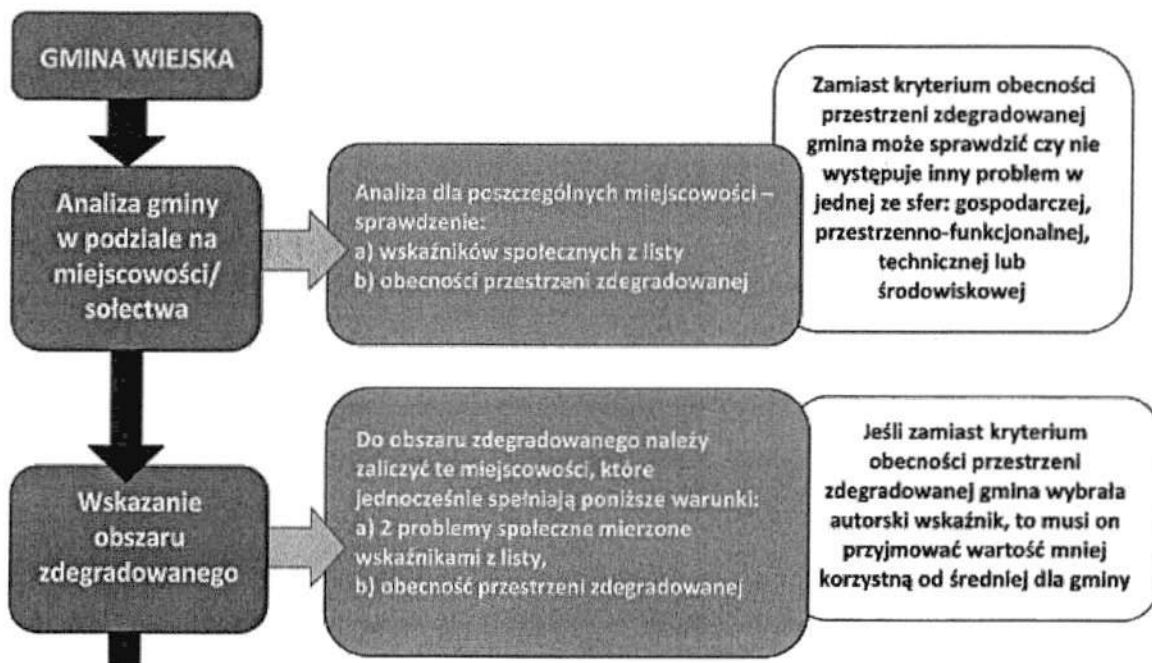 GMINA WIEJSKA
Analiza gminy
w podziale na
miejscowości/
sołectwa
Analiza dla poszczególnych miejscowości –
sprawdzenie:
a) wskaźników społecznych z listy
b) obecności przestrzeni zdegradowanej
Zamiast kryterium obecności
przestrzeni zdegradowanej
gmina może sprawdzić czy nie
występuje inny problem w
jednej ze sfer: gospodarczej,
przestrzenno-funkcjonalnej,
technicznej lub
środowiskowej
Wskazanie
obszaru
zdegradowanego
Do obszaru zdegradowanego należy
zaliczyć te miejscowości, które
jednocześnie spełniają poniższe warunki:
a) 2 problemy społeczne mierzone
wskaźnikami z listy,
b) obecność przestrzeni zdegradowanej
Jeśli zamiast kryterium
obecności przestrzeni
zdegradowanej gmina wybrała
autorski wskaźnik, to musi on
przyjmować wartość mniej
korzystną od średniej dla gminy